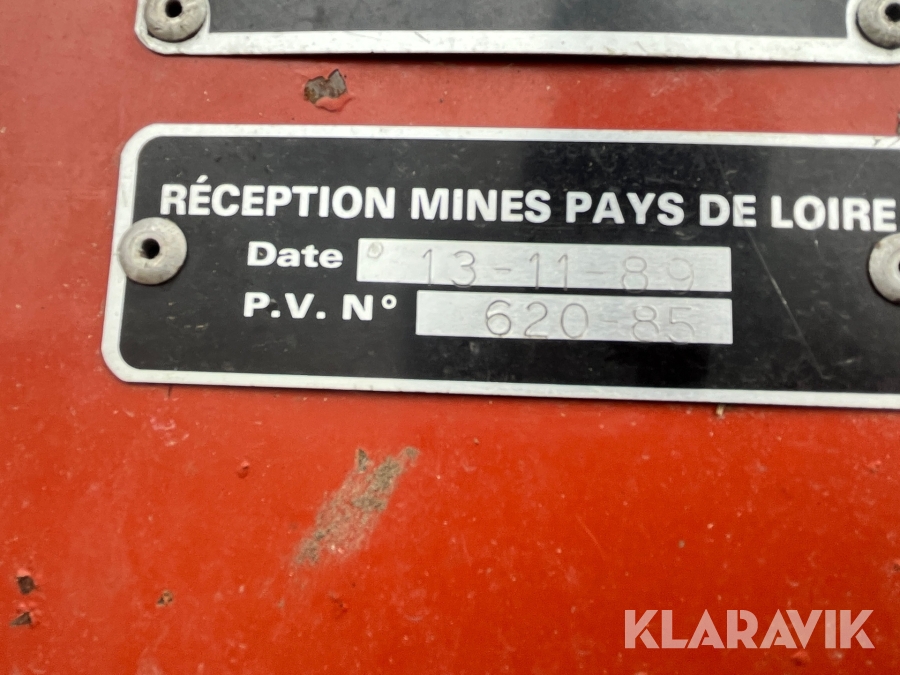 RÉCEPTION MINES PAYS DE LOIRE
Date 13-11-89
P.V. N° 620-85
KLARAVIK